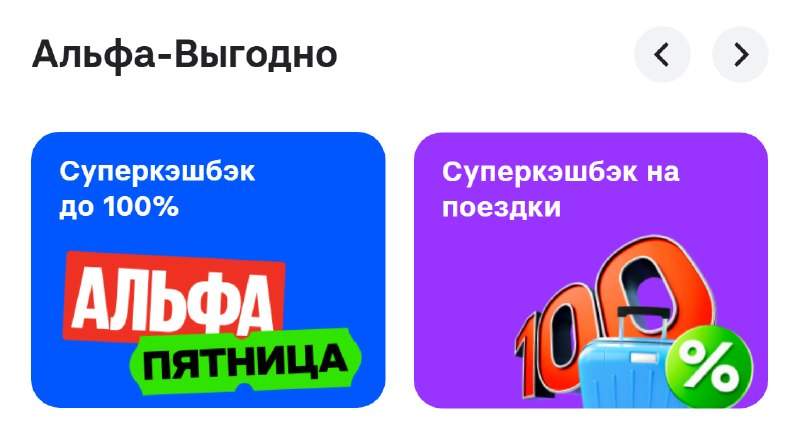 Альфа-Выгодно
Суперкэшбэк
до 100%
АЛЬФА
ПЯТНИЦА
Суперкэшбэк на
поездки
100
%